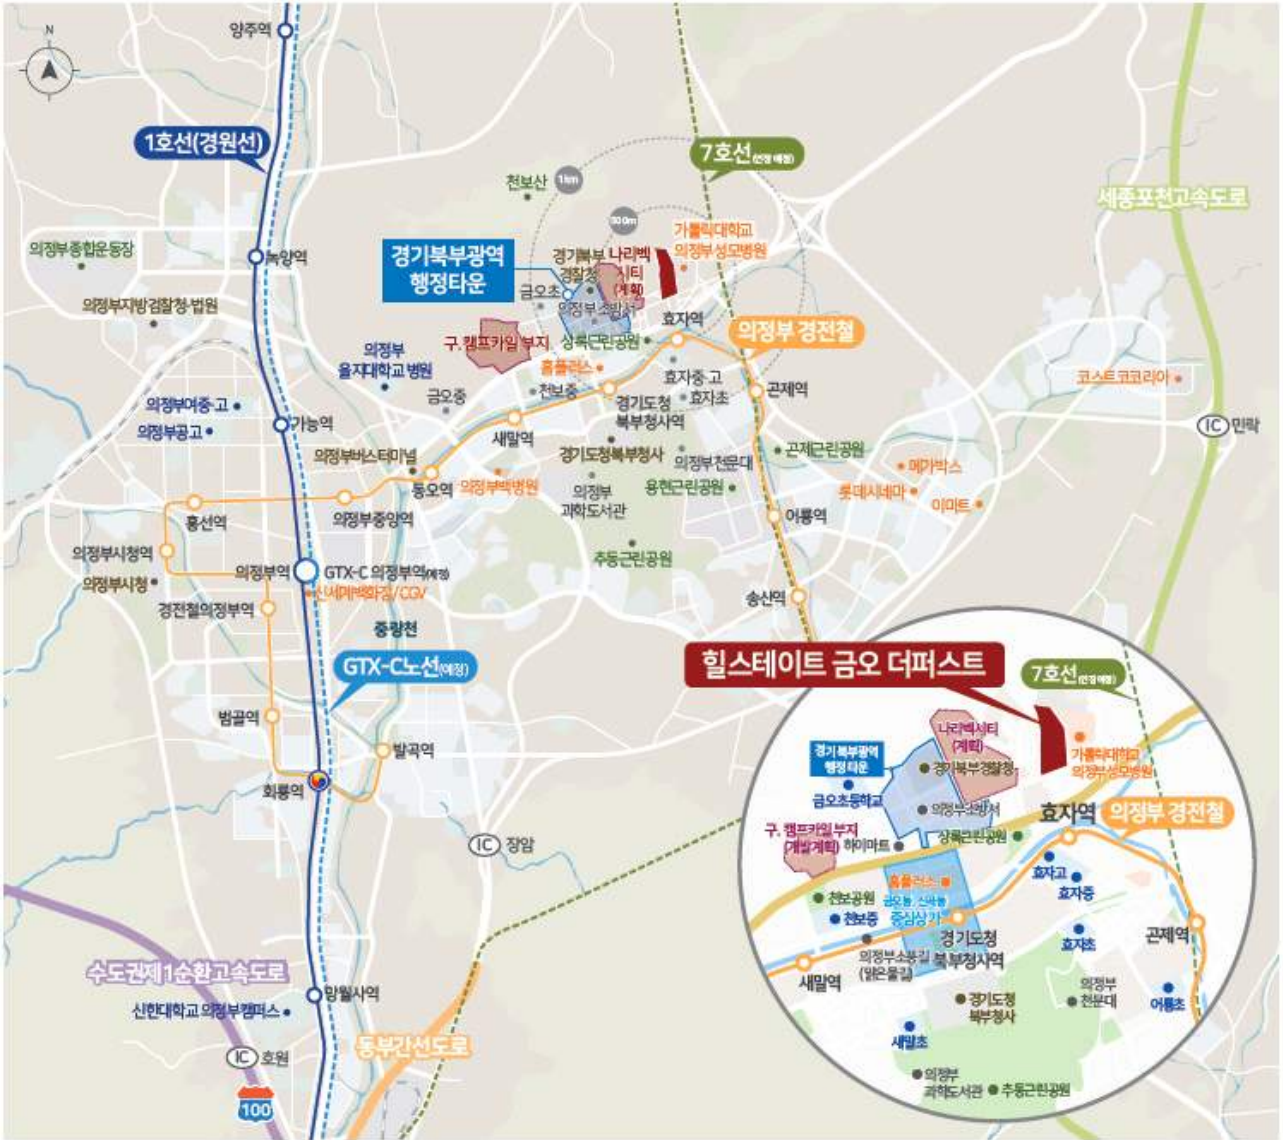 N
양주역
1호선(경원선)
7호선(연장 예정)
천보산
1km
500m
세종포천고속도로
의정부종합운동장
녹양역
경기북부광역
행정타운
경기북부
경찰청
나리벡
시티
(계획)
가톨릭대학교
의정부성모병원
금오초
의정부소방서
의정부지방검찰청·법원
구.캠프카일 부지
상록근린공원
효자역
의정부 경전철
의정부
을지대학교 병원
홈플러스
효자중·고
효자초
곤제역
코스트코코리아
금오중
천보중
의정부여중·고
의정부공고
가능역
새말역
경기도청
북부청사역
IC 민락
의정부버스터미널
경기도청북부청사
의정부천문대
곤제근린공원
메가박스
동오역
의정부백병원
의정부
과학도서관
용현근린공원
롯데시네마
이마트
흥선역
의정부중앙역
어룡역
의정부시청역
의정부시청
의정부역
GTX-C 의정부역(예정)
신세계백화점/CGV
추동근린공원
경전철의정부역
송산역
중랑천
GTX-C노선(예정)
힐스테이트 금오 더퍼스트
7호선(연장예정)
범골역
발곡역
회룡역
나리벡시티
(계획)
경기북부광역
행정타운
경기북부경찰청
가톨릭대학교
의정부성모병원
금오초등학교
의정부소방서
효자역
의정부 경전철
구. 캠프카일 부지
(개발계획)
하이마트
상록근린공원
IC 장암
홈플러스
금오동, 신곡동
중심상가
효자고
효자중
천보공원
천보중
경기도청
북부청사역
효자초
곤제역
의정부소풍길
(맑은물길)
새말역
경기도청
북부청사
의정부
천문대
어룡초
새말초
의정부
과학도서관
추동근린공원
수도권제1순환고속도로
망월사역
신한대학교 의정부캠퍼스
IC 호원
동부간선도로
100